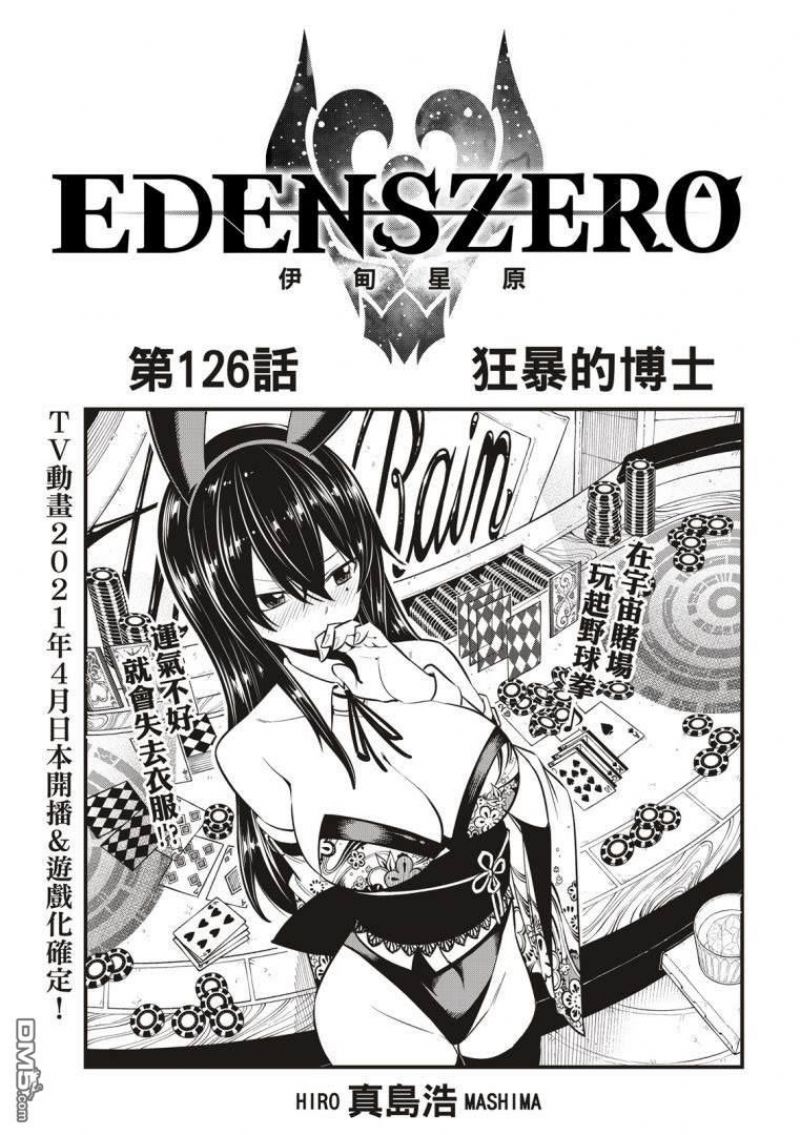 EDENSZERO
伊甸星原
第126話 狂暴的博士
TV動畫2021年4月日本開播&遊戲化確定！
Rain
在宇宙賭場
玩起野球拳
運氣不好
就會失去衣服!?
HIRO 真島浩 MASHIMA
DM5.com